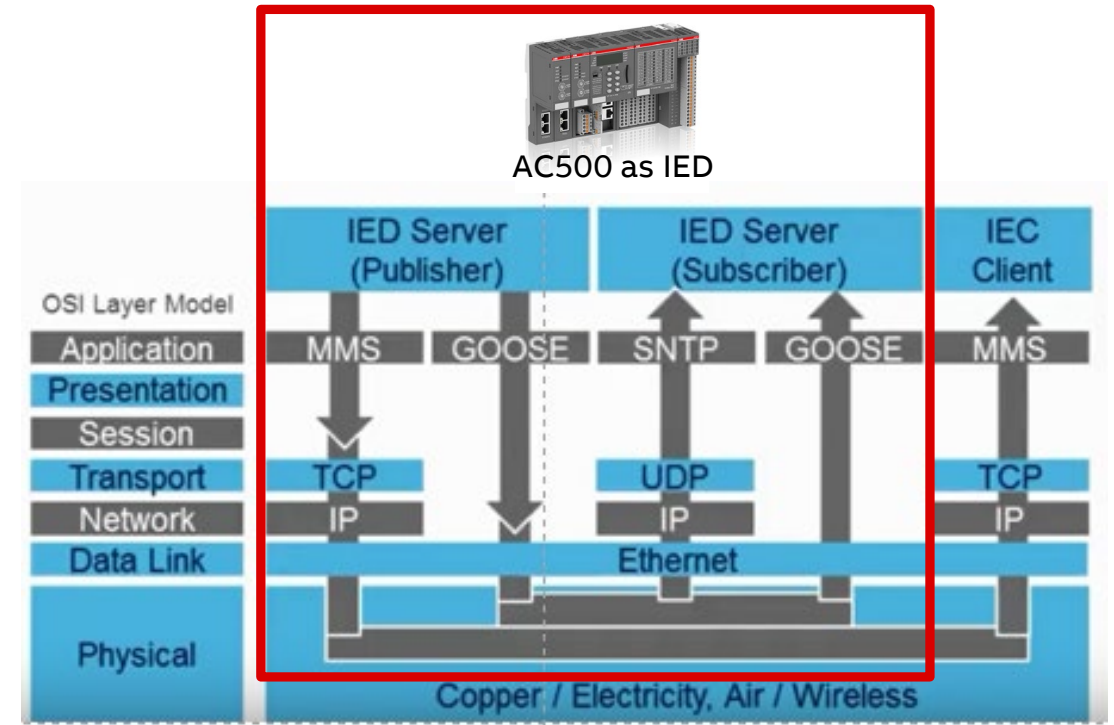 AC500 as IED
IED Server
(Publisher)
IED Server
(Subscriber)
IEC
Client
OSI Layer Model
Application
MMS
GOOSE
SNTP
GOOSE
MMS
Presentation
Session
Transport
TCP
UDP
TCP
Network
IP
IP
IP
Data Link
Ethernet
Physical
Copper / Electricity, Air / Wireless